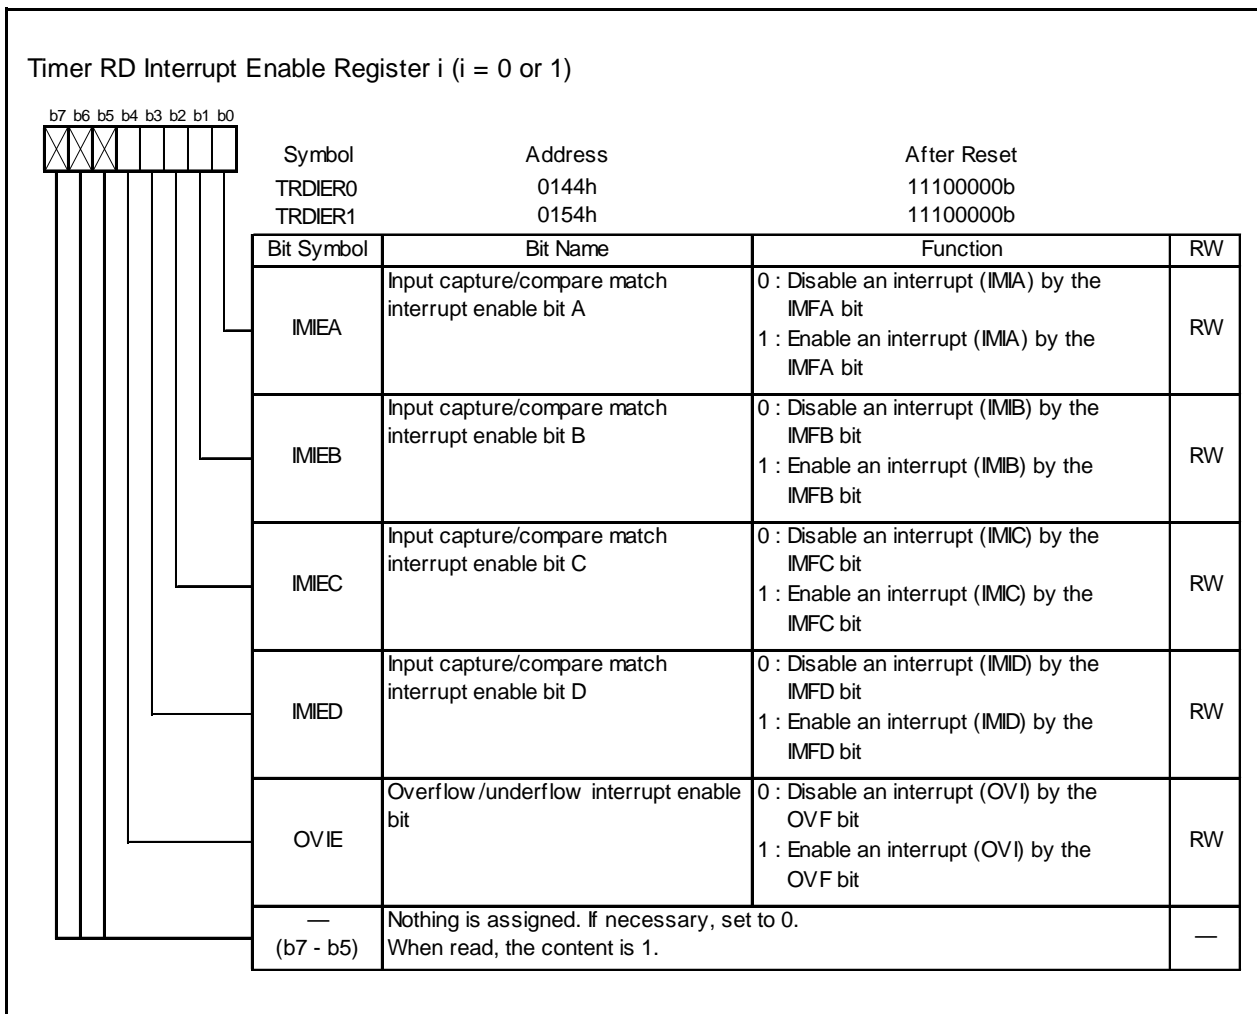 Timer RD Interrupt Enable Register i (i = 0 or 1)
b7 b6 b5 b4 b3 b2 b1 b0
Symbol Address After Reset
TRDIER0 0144h 11100000b
TRDIER1 0154h 11100000b
Bit Symbol Bit Name Function RW
IMIEA
Input capture/compare match
interrupt enable bit A
0 : Disable an interrupt (IMIA) by the
IMFA bit
1 : Enable an interrupt (IMIA) by the
IMFA bit
RW
IMIEB
Input capture/compare match
interrupt enable bit B
0 : Disable an interrupt (IMIB) by the
IMFB bit
1 : Enable an interrupt (IMIB) by the
IMFB bit
RW
IMIEC
Input capture/compare match
interrupt enable bit C
0 : Disable an interrupt (IMIC) by the
IMFC bit
1 : Enable an interrupt (IMIC) by the
IMFC bit
RW
IMIED
Input capture/compare match
interrupt enable bit D
0 : Disable an interrupt (IMID) by the
IMFD bit
1 : Enable an interrupt (IMID) by the
IMFD bit
RW
OVIE
Overflow/underflow interrupt enable
bit
0 : Disable an interrupt (OVI) by the
OVF bit
1 : Enable an interrupt (OVI) by the
OVF bit
RW
—
(b7 - b5)
Nothing is assigned. If necessary, set to 0.
When read, the content is 1.
—